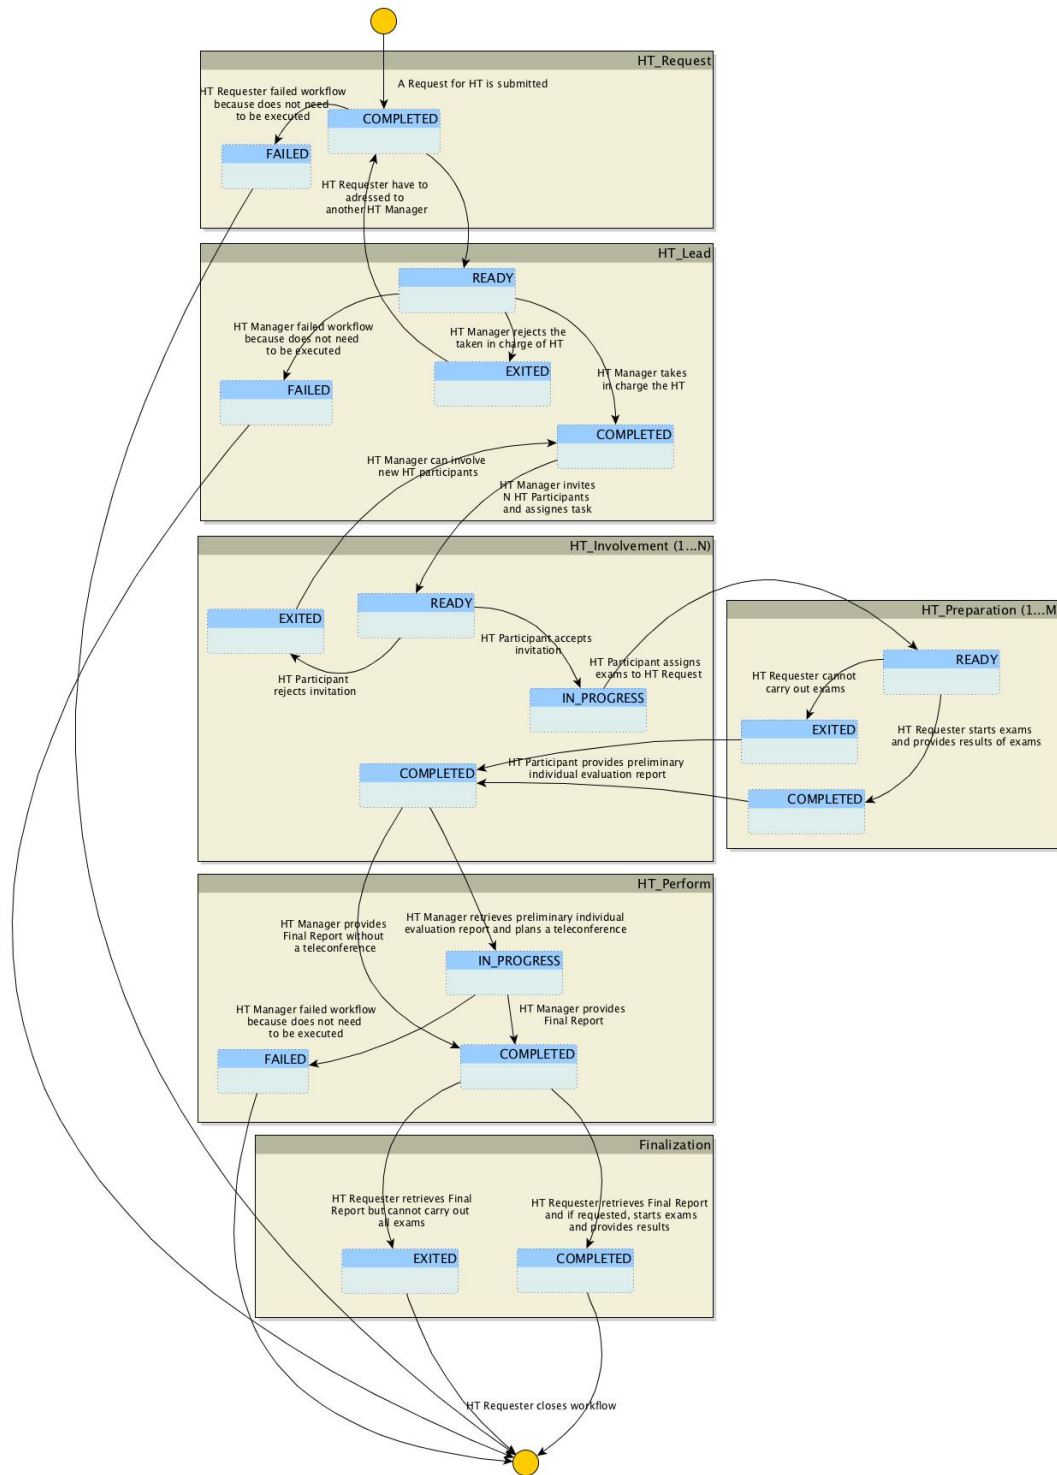 HT_Request
A Request for HT is submitted
HT Requester failed workflow
because does not need
to be executed
COMPLETED
FAILED
HT Requester have to
adressed to
another HT Manager
HT_Lead
READY
HT Manager failed workflow
because does not need
to be executed
HT Manager rejects the
taken in charge of HT
EXITED
HT Manager takes
in charge the HT
FAILED
COMPLETED
HT Manager can involve
new HT participants
HT Manager invites
N HT Participants
and assignes task
HT_Involvement (1...N)
READY
EXITED
HT Participant accepts
invitation
HT Participant
rejects invitation
HT Participant assigns
exams to HT Request
IN_PROGRESS
HT_Preparation (1...M
READY
HT Requester cannot
carry out exams
EXITED
HT Requester starts exams
and provides results of exams
COMPLETED
HT Participant provides preliminary
individual evaluation report
COMPLETED
HT_Perform
HT Manager provides
Final Report without
a teleconference
HT Manager retrieves preliminary individual
evaluation report and plans a teleconference
IN_PROGRESS
HT Manager failed workflow
because does not need
to be executed
HT Manager provides
Final Report
FAILED
COMPLETED
Finalization
HT Requester retrieves Final
Report but cannot carry out
all exams
HT Requester retrieves Final Report
and if requested, starts exams
and provides results
EXITED
COMPLETED
HT Requester closes workflow